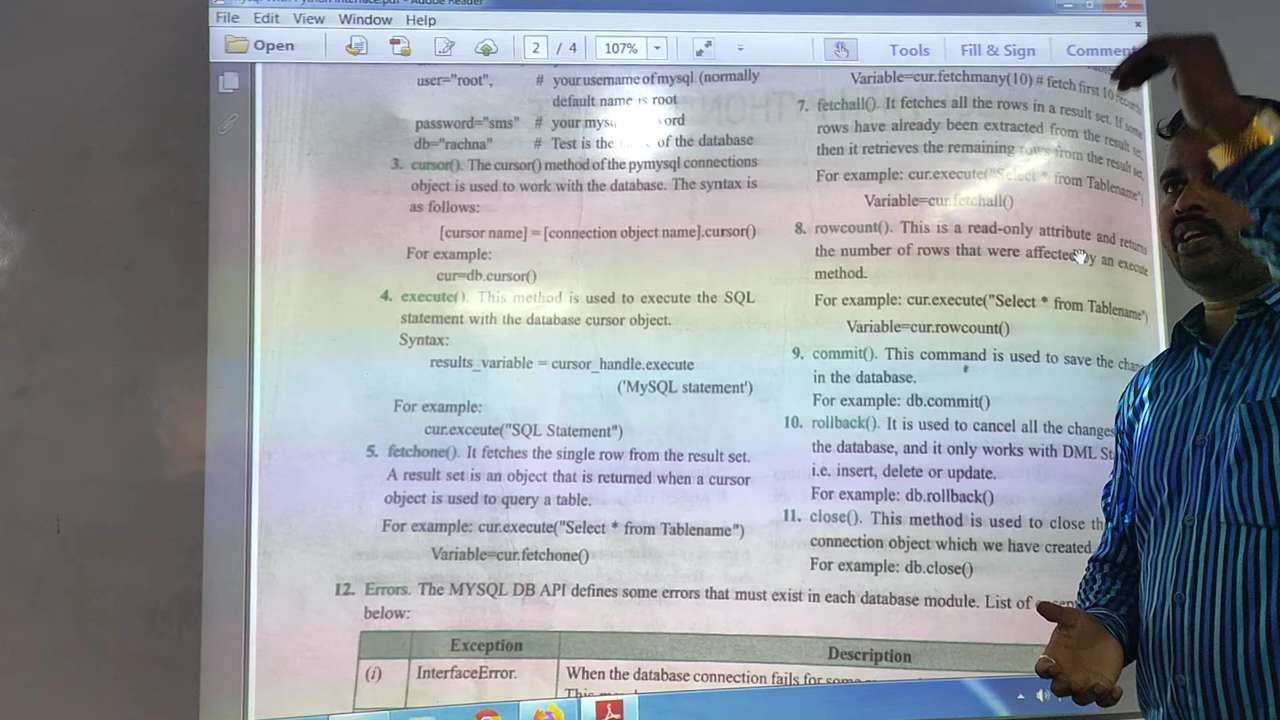 Mysql With Python Interface.pdf - Adobe Reader
File Edit View Window Help
Open 2 / 4 107% Tools Fill & Sign Comment
user="root", # your username of mysql (normally
default name is root
password="sms" # your
db="rachna" # Test is the of the database
3. cursor(). The cursor() method of the pymysql connections
object is used to work with the database. The syntax is
as follows:
[cursor name] = [connection object name].cursor()
For example:
cur=db.cursor()
4. execute(). This method is used to execute the SQL
statement with the database cursor object.
Syntax:
results_variable = cursor_handle.execute
('MySQL statement')
For example:
cur.execute("SQL Statement")
5. fetchone(). It fetches the single row from the result set.
A result set is an object that is returned when a cursor
object is used to query a table.
For example: cur.execute("Select * from Tablename")
Variable=cur.fetchone()
Variable=cur.fetchmany(10) # fetch first 10 records
7. fetchall(). It fetches all the rows in a result set. If some
rows have already been extracted from the result set,
then it retrieves the remaining rows from the result set.
For example: cur.execute("Select * from Tablename")
Variable=cur.fetchall()
8. rowcount(). This is a read-only attribute and returns
the number of rows that were affected by an execute
method.
For example: cur.execute("Select * from Tablename")
Variable=cur.rowcount()
9. commit(). This command is used to save the
in the database.
For example: db.commit()
10. rollback(). It is used to cancel all the changes
the database, and it only works with DML
i.e. insert, delete or update.
For example: db.rollback()
11. close(). This method is used to close
connection object which we have created
For example: db.close()
12. Errors. The MYSQL DB API defines some errors that must exist in each database module. List of
below:
Exception Description
(i) InterfaceError. When the database connection fails for some
This